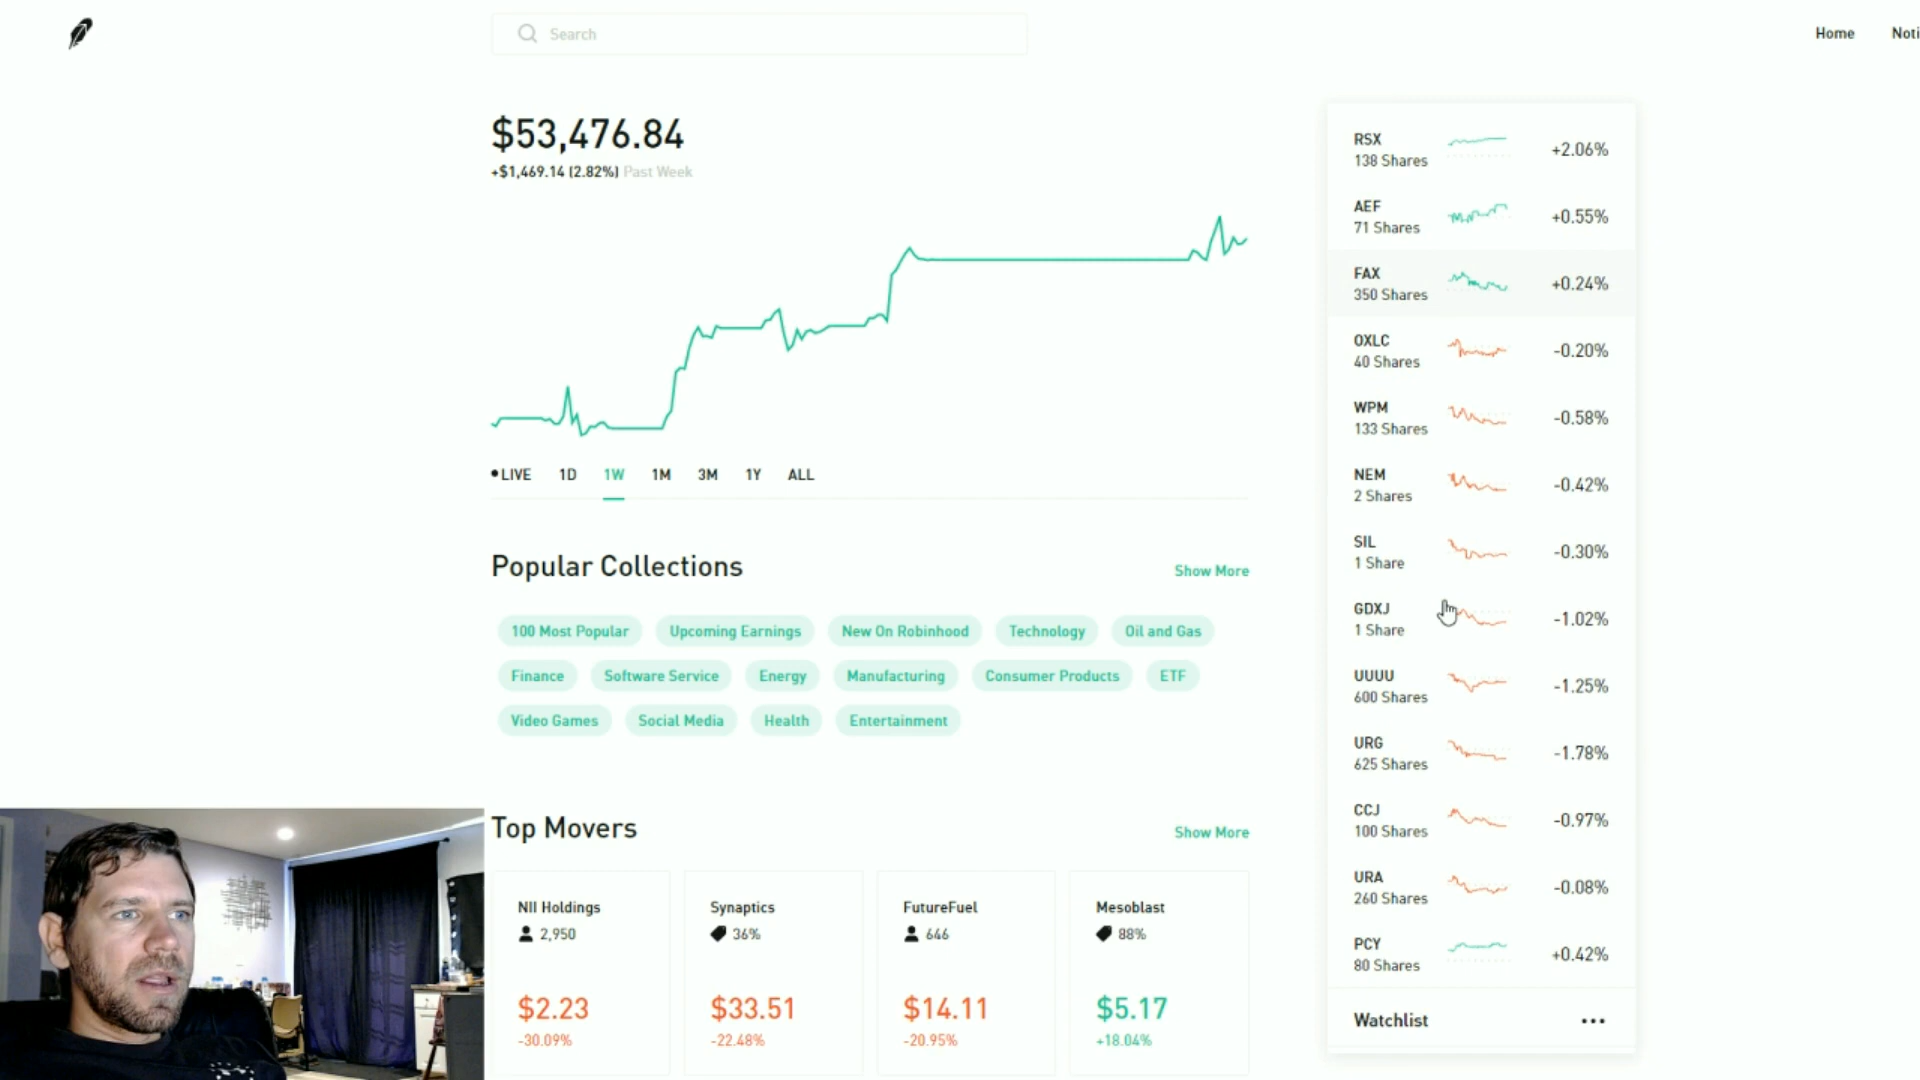 Search
Home
Noti
$53,476.84
+$1,469.14 (2.82%) Past Week
LIVE 1D 1W 1M 3M 1Y ALL
Popular Collections
Show More
100 Most Popular
Upcoming Earnings
New On Robinhood
Technology
Oil and Gas
Finance
Software Service
Energy
Manufacturing
Consumer Products
ETF
Video Games
Social Media
Health
Entertainment
Top Movers
Show More
NII Holdings
2,950
$2.23
-30.09%
Synaptics
36%
$33.51
-22.48%
FutureFuel
646
$14.11
-20.95%
Mesoblast
88%
$5.17
+18.04%
RSX
138 Shares
+2.06%
AEF
71 Shares
+0.55%
FAX
350 Shares
+0.24%
OXLC
40 Shares
-0.20%
WPM
133 Shares
-0.58%
NEM
2 Shares
-0.42%
SIL
1 Share
-0.30%
GDXJ
1 Share
-1.02%
UUUU
600 Shares
-1.25%
URG
625 Shares
-1.78%
CCJ
100 Shares
-0.97%
URA
260 Shares
-0.08%
PCY
80 Shares
+0.42%
Watchlist